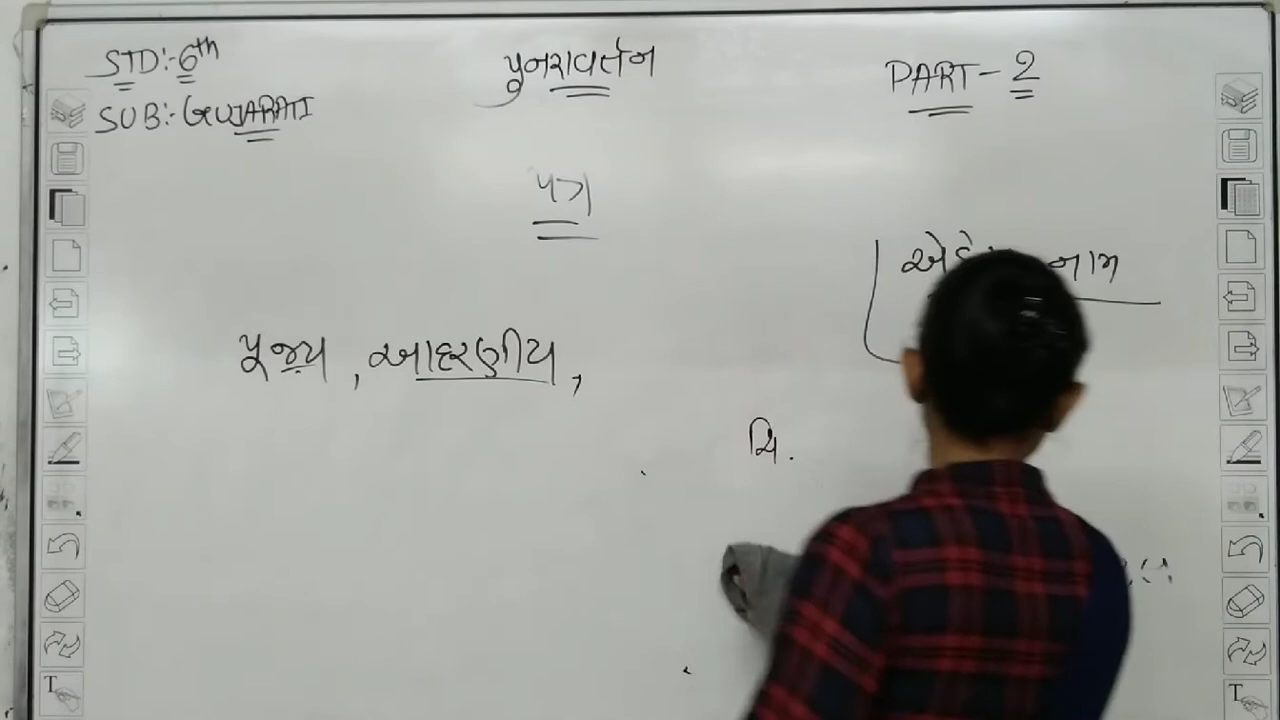 STD:- 6th
પુનરાવર્તન
PART - 2
SUB:- GUJARATI
પત્ર
નામ
પૂજ્ય , આદરણીય ,
ચિ.